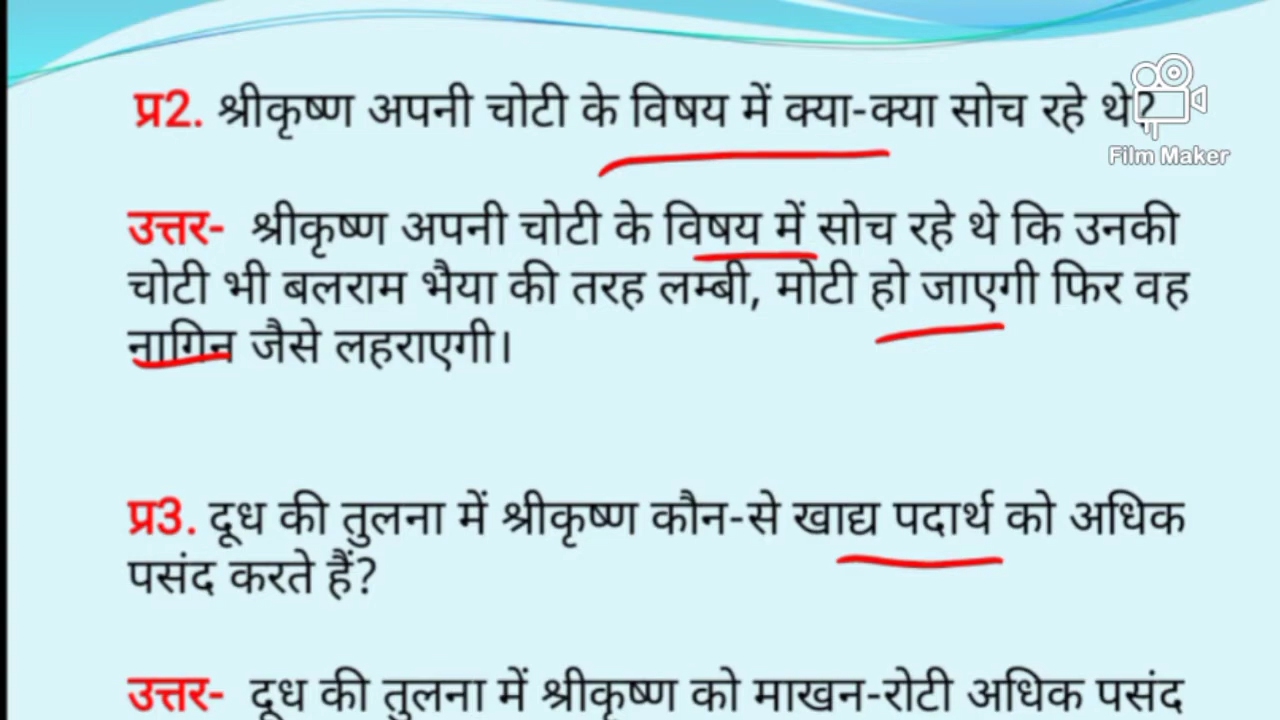 प्र2. श्रीकृष्ण अपनी चोटी के विषय में क्या-क्या सोच रहे थे?
Film Maker
उत्तर- श्रीकृष्ण अपनी चोटी के विषय में सोच रहे थे कि उनकी
चोटी भी बलराम भैया की तरह लम्बी, मोटी हो जाएगी फिर वह
नागिन जैसे लहराएगी।
प्र3. दूध की तुलना में श्रीकृष्ण कौन-से खाद्य पदार्थ को अधिक
पसंद करते हैं?
उत्तर- दूध की तुलना में श्रीकृष्ण को माखन-रोटी अधिक पसंद